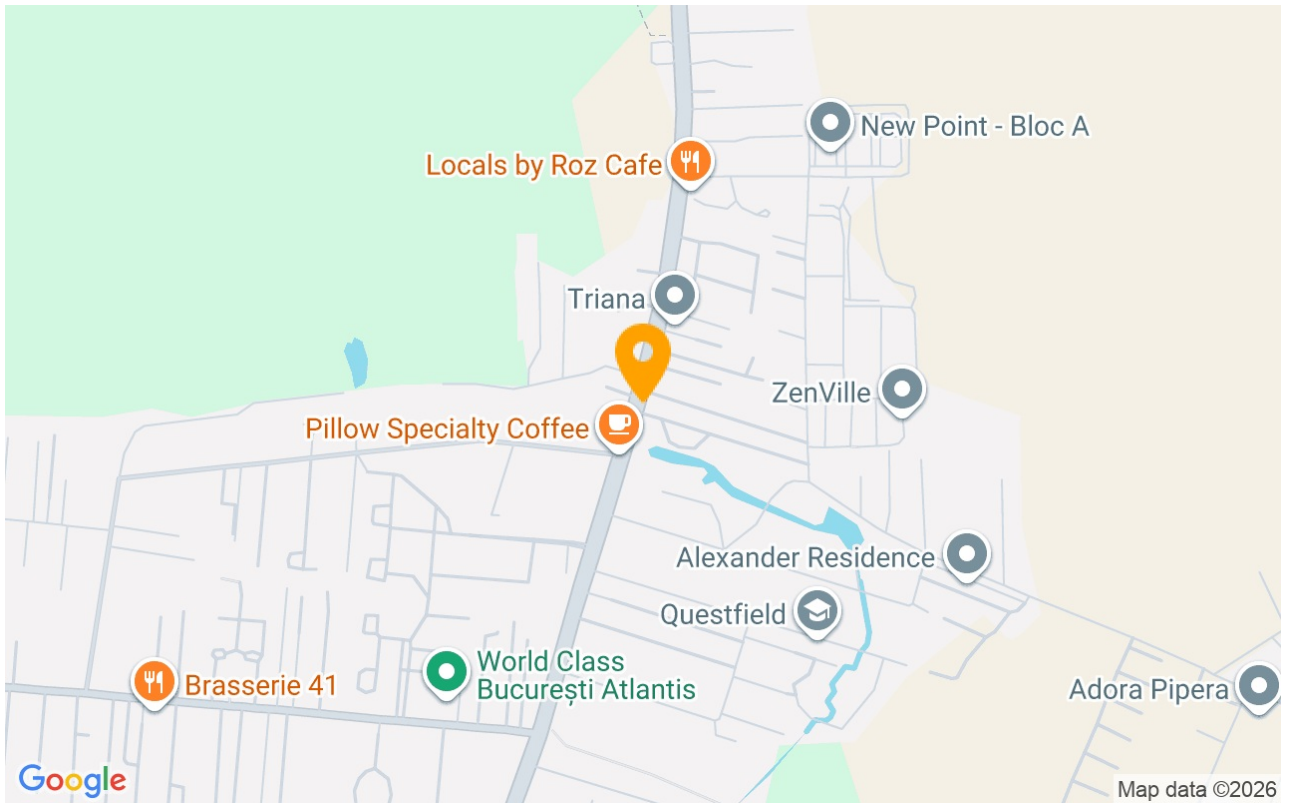 New Point - Bloc A
Locals by Roz Cafe
Triana
ZenVille
Pillow Specialty Coffee
Alexander Residence
Questfield
World Class
București Atlantis
Brasserie 41
Adora Pipera
Google
Map data ©2026